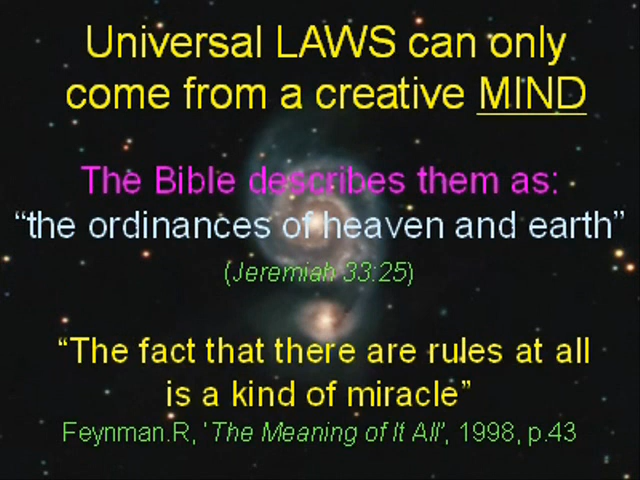 Universal LAWS can only
come from a creative MIND
The Bible describes them as:
“the ordinances of heaven and earth”
(Jeremiah 33:25)
“The fact that there are rules at all
is a kind of miracle”
Feynman.R, 'The Meaning of It All', 1998, p.43